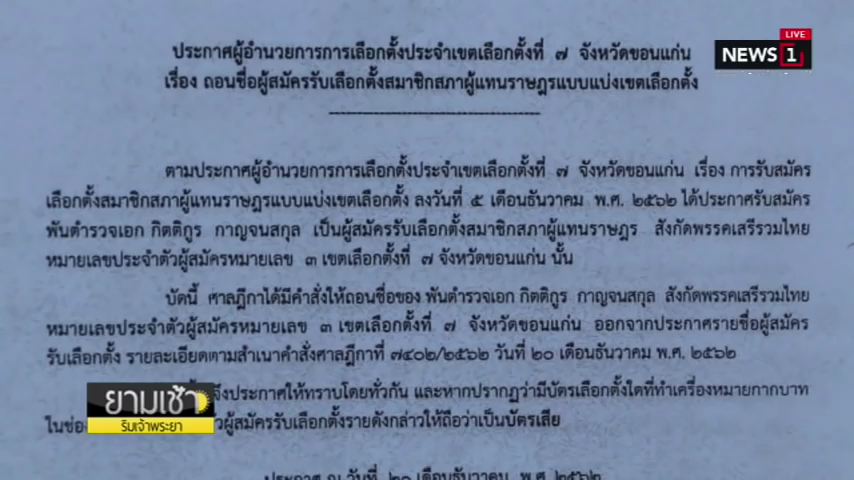 ประกาศผู้อำนวยการการเลือกตั้งประจำเขตเลือกตั้งที่ ๗ จังหวัดขอนแก่น
เรื่อง ถอนชื่อผู้สมัครรับเลือกตั้งสมาชิกสภาผู้แทนราษฎรแบบแบ่งเขตเลือกตั้ง
LIVE
NEWS 1
ตามประกาศผู้อำนวยการการเลือกตั้งประจำเขตเลือกตั้งที่ ๗ จังหวัดขอนแก่น เรื่อง การรับสมัคร
เลือกตั้งสมาชิกสภาผู้แทนราษฎรแบบแบ่งเขตเลือกตั้ง ลงวันที่ ๕ เดือนธันวาคม พ.ศ. ๒๕๖๒ ได้ประกาศรับสมัคร
พันตำรวจเอก กิตติกูร กาญจนสกุล เป็นผู้สมัครรับเลือกตั้งสมาชิกสภาผู้แทนราษฎร สังกัดพรรคเสรีรวมไทย
หมายเลขประจำตัวผู้สมัครหมายเลข ๓ เขตเลือกตั้งที่ ๗ จังหวัดขอนแก่น นั้น
บัดนี้ ศาลฎีกาได้มีคำสั่งให้ถอนชื่อของ พันตำรวจเอก กิตติกูร กาญจนสกุล สังกัดพรรคเสรีรวมไทย
หมายเลขประจำตัวผู้สมัครหมายเลข ๓ เขตเลือกตั้งที่ ๗ จังหวัดขอนแก่น ออกจากประกาศรายชื่อผู้สมัคร
รับเลือกตั้ง รายละเอียดตามสำเนาคำสั่งศาลฎีกาที่ ๗๔๐๒/๒๕๖๒ วันที่ ๒๐ เดือนธันวาคม พ.ศ. ๒๕๖๒
จึงประกาศให้ทราบโดยทั่วกัน และหากปรากฏว่ามีบัตรเลือกตั้งใดที่ทำเครื่องหมายกากบาท
ในช่อง ตัวผู้สมัครรับเลือกตั้งรายดังกล่าวให้ถือว่าเป็นบัตรเสีย
ประกาศ ณ วันที่ ๒๐ เดือนธันวาคม พ.ศ. ๒๕๖๒
ยามเช้า
ริมเจ้าพระยา